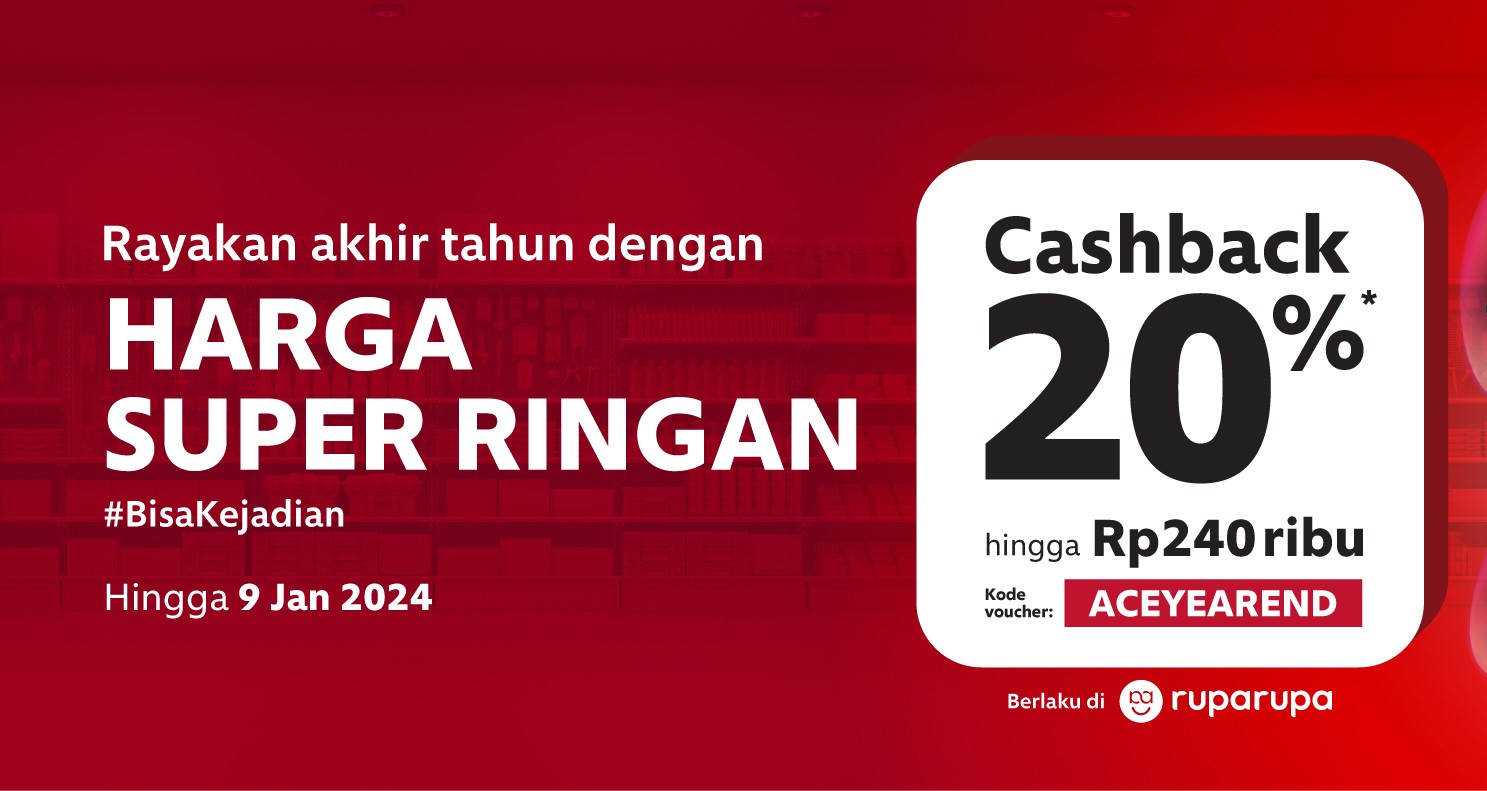 Rayakan akhir tahun dengan
HARGA
SUPER RINGAN
#BisaKejadian
Hingga 9 Jan 2024
Cashback
20%*
hingga Rp240 ribu
Kode
voucher: ACEYEAREND
Berlaku di ruparupa